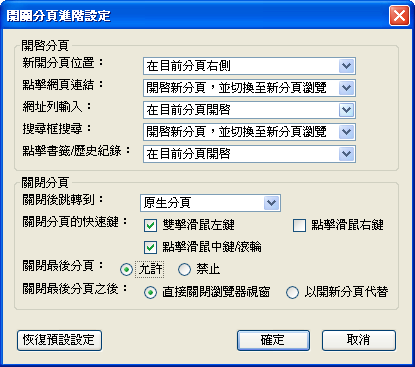 開關分頁進階設定
開啓分頁
新開分頁位置： 在目前分頁右側
點擊網頁連結： 開啓新分頁，並切換至新分頁瀏覽
網址列輸入： 在目前分頁開啓
搜尋框搜尋： 開啓新分頁，並切換至新分頁瀏覽
點擊書籤/歷史紀錄： 在目前分頁開啓
關閉分頁
關閉後跳轉到： 原生分頁
關閉分頁的快速鍵： 雙擊滑鼠左鍵 點擊滑鼠右鍵
點擊滑鼠中鍵/滾輪
關閉最後分頁： 允許 禁止
關閉最後分頁之後： 直接關閉瀏覽器視窗 以開新分頁代替
恢復預設設定 確定 取消